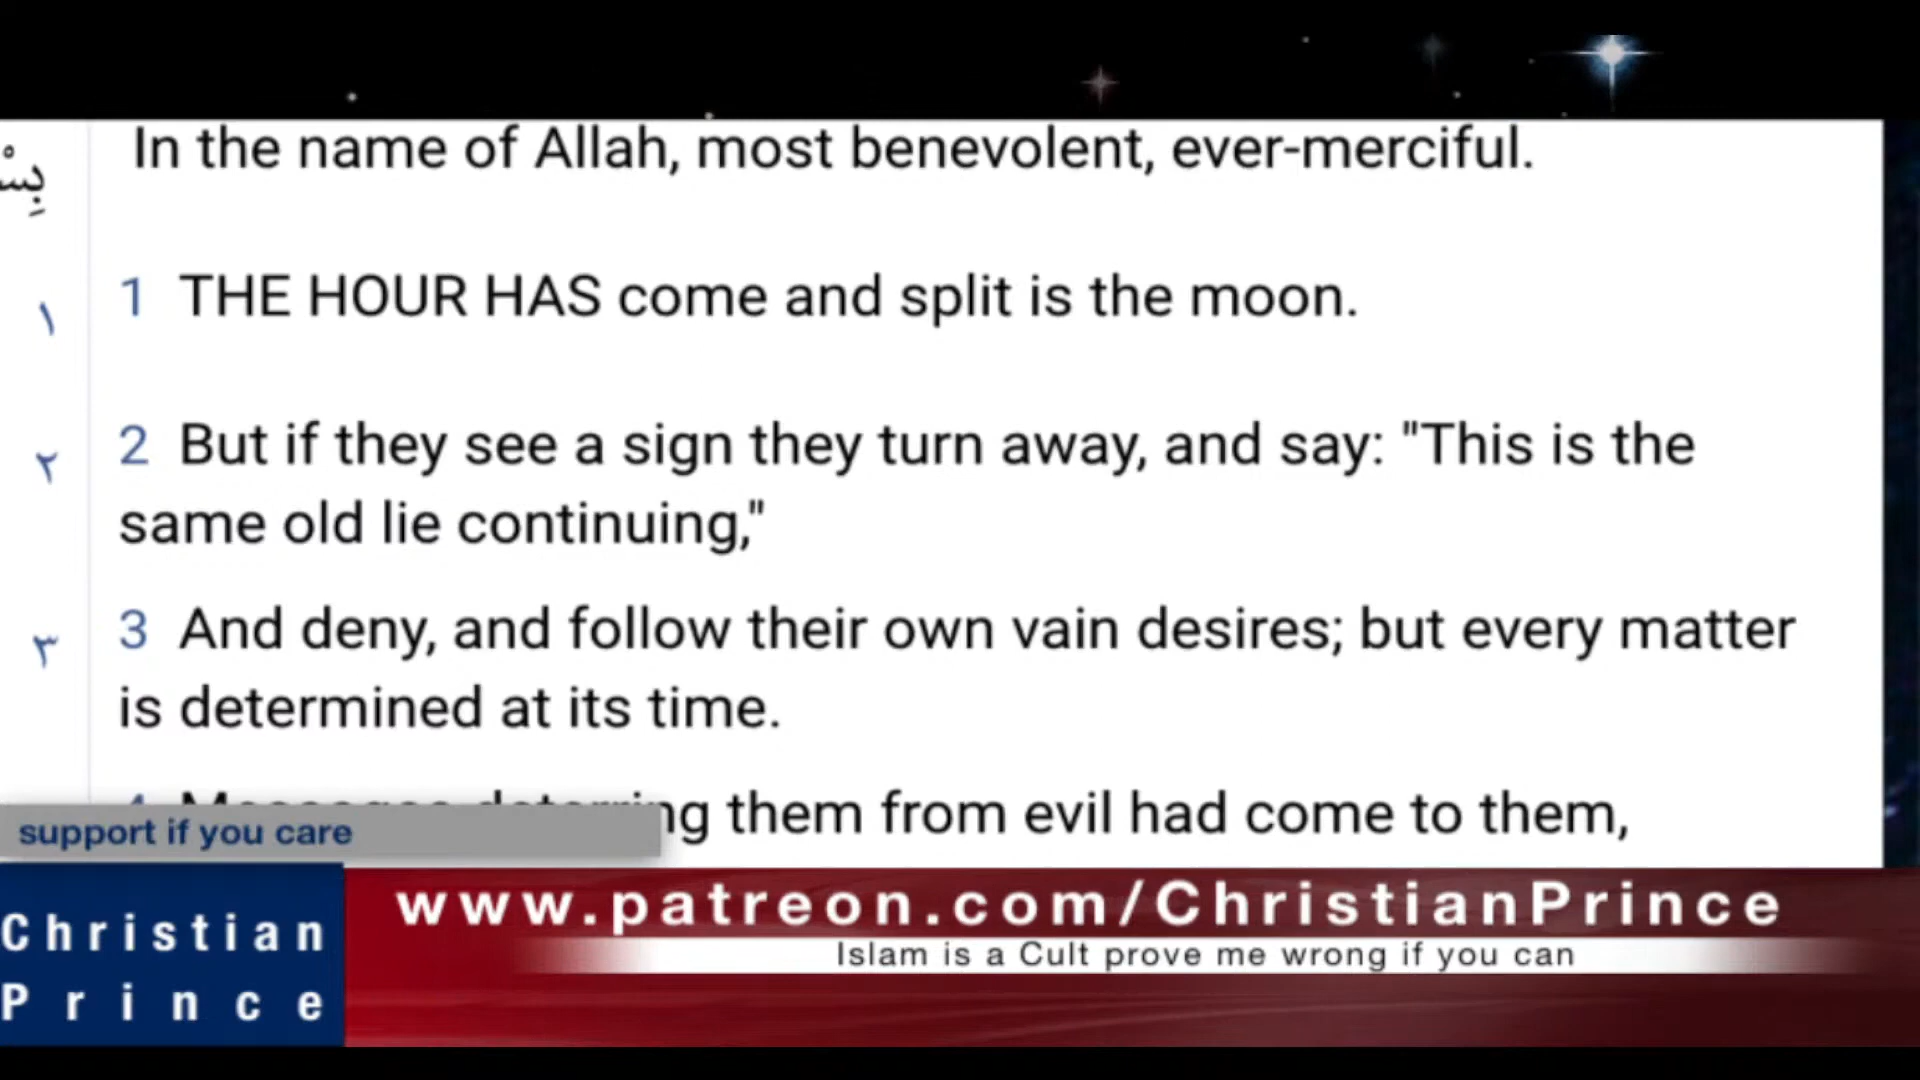 In the name of Allah, most benevolent, ever-merciful.
١
1 THE HOUR HAS come and split is the moon.
٢
2 But if they see a sign they turn away, and say: "This is the
same old lie continuing,"
٣
3 And deny, and follow their own vain desires; but every matter
is determined at its time.
them from evil had come to them,
support if you care
Christian
Prince
www.patreon.com/ChristianPrince
Islam is a Cult prove me wrong if you can